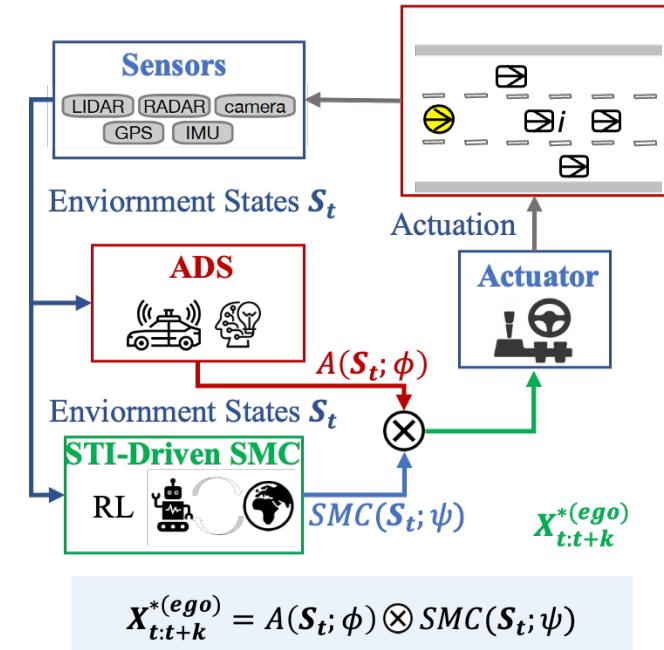 Sensors
LIDAR RADAR camera
GPS IMU
i
Enviornment States S_t
Actuation
ADS
Actuator
A(S_t; ϕ)
Enviornment States S_t
STI-Driven SMC
RL
SMC(S_t; ψ)
X^{*(ego)}_{t:t+k}
X^{*(ego)}_{t:t+k} = A(S_t; ϕ) ⊗ SMC(S_t; ψ)